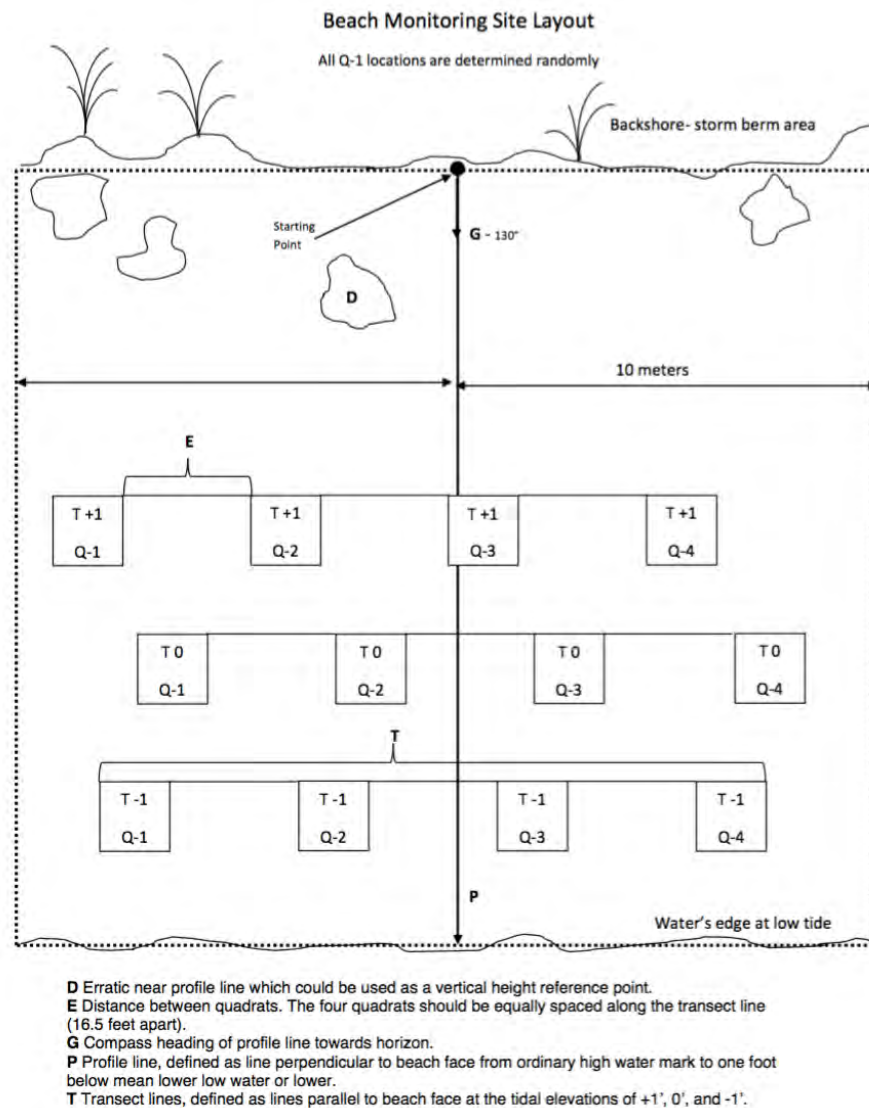 Beach Monitoring Site Layout
All Q-1 locations are determined randomly
Backshore- storm berm area
Starting
Point
G - 130°
D
10 meters
E
T +1
Q-1
T +1
Q-2
T +1
Q-3
T +1
Q-4
T 0
Q-1
T 0
Q-2
T 0
Q-3
T 0
Q-4
T
T -1
Q-1
T -1
Q-2
T -1
Q-3
T -1
Q-4
P
Water's edge at low tide
D Erratic near profile line which could be used as a vertical height reference point.
E Distance between quadrats. The four quadrats should be equally spaced along the transect line
(16.5 feet apart).
G Compass heading of profile line towards horizon.
P Profile line, defined as line perpendicular to beach face from ordinary high water mark to one foot
below mean lower low water or lower.
T Transect lines, defined as lines parallel to beach face at the tidal elevations of +1', 0', and -1'.